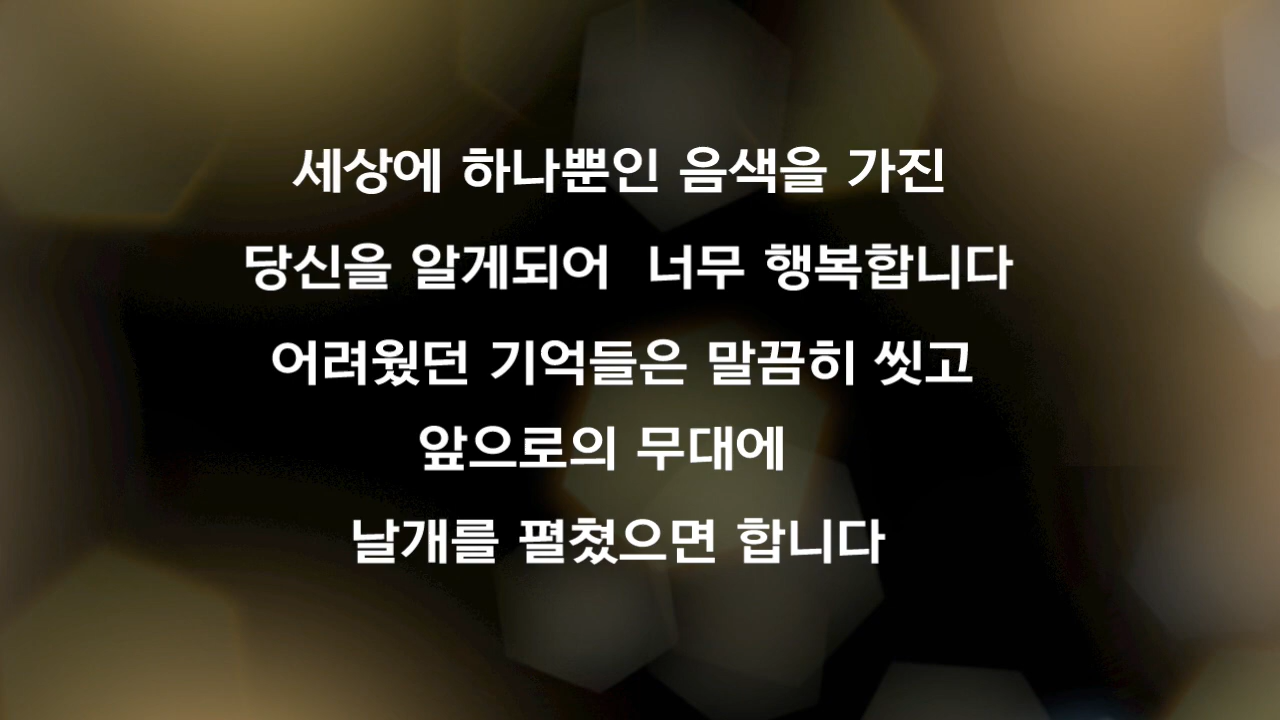 세상에 하나뿐인 음색을 가진
당신을 알게되어  너무 행복합니다
어려웠던 기억들은 말끔히 씻고
앞으로의 무대에
날개를 펼쳤으면 합니다